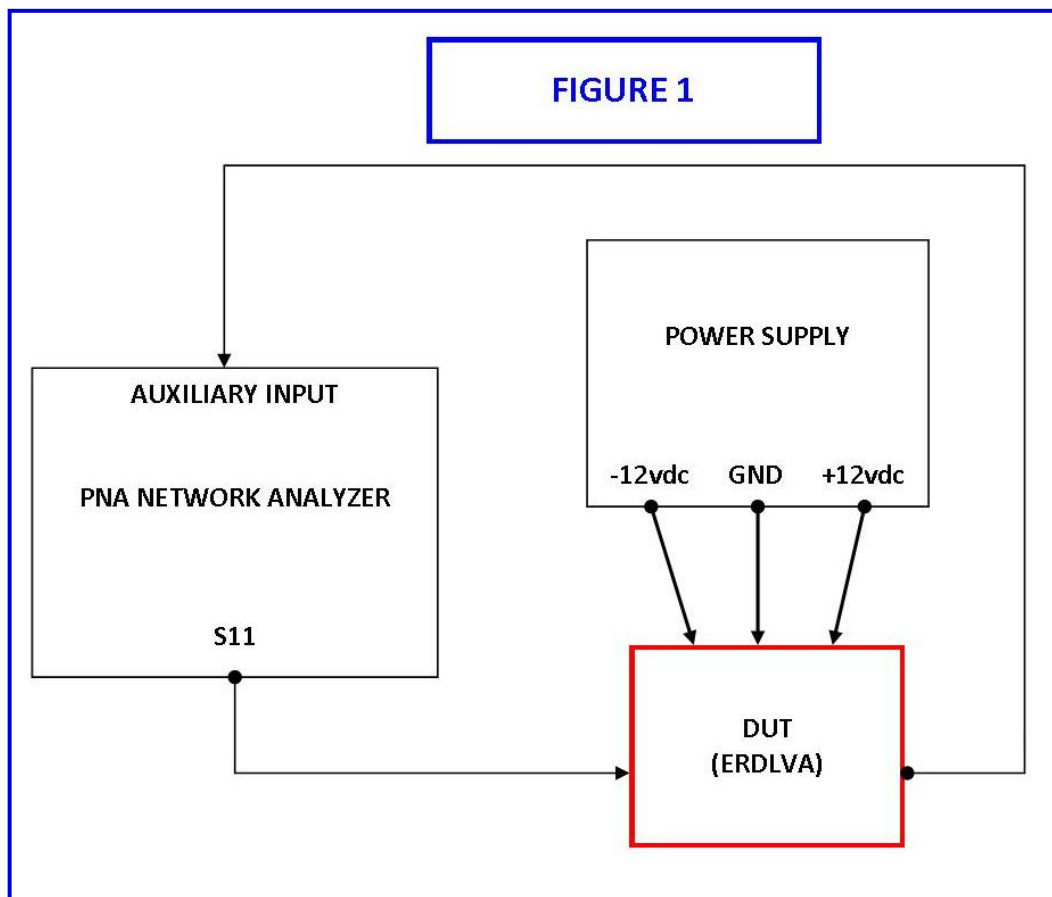 FIGURE 1
POWER SUPPLY
-12vdc GND +12vdc
AUXILIARY INPUT
PNA NETWORK ANALYZER
S11
DUT
(ERDLVA)